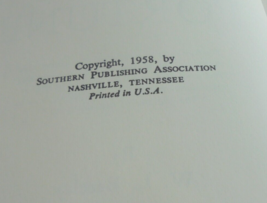 Copyright, 1958, by
SOUTHERN PUBLISHING ASSOCIATION
NASHVILLE, TENNESSEE
Printed in U.S.A.